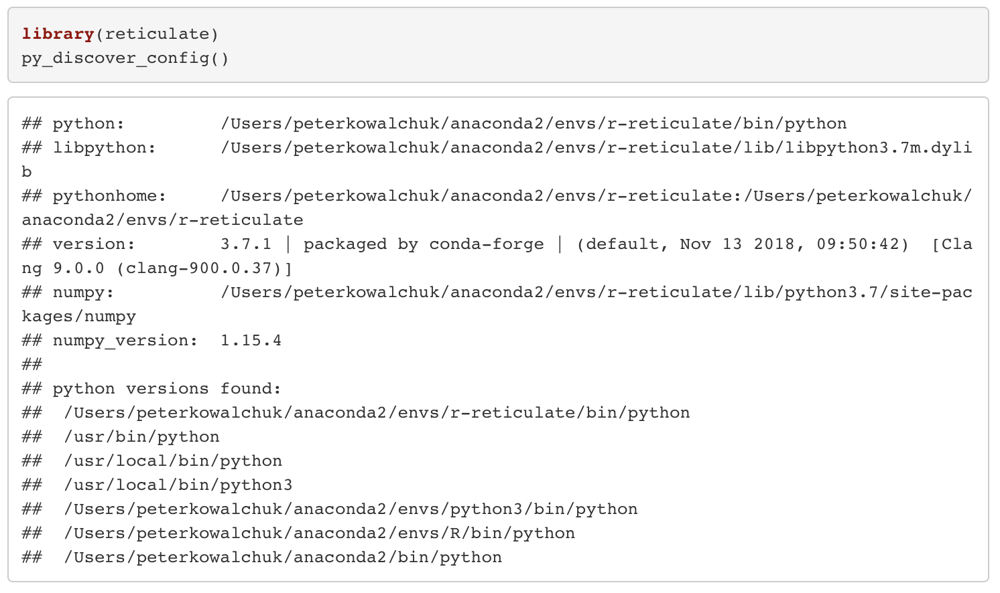 library(reticulate)
py_discover_config()
## python:         /Users/peterkowalchuk/anaconda2/envs/r-reticulate/bin/python
## libpython:      /Users/peterkowalchuk/anaconda2/envs/r-reticulate/lib/libpython3.7m.dyli
b
## pythonhome:     /Users/peterkowalchuk/anaconda2/envs/r-reticulate:/Users/peterkowalchuk/
anaconda2/envs/r-reticulate
## version:        3.7.1 | packaged by conda-forge | (default, Nov 13 2018, 09:50:42)  [Cla
ng 9.0.0 (clang-900.0.37)]
## numpy:          /Users/peterkowalchuk/anaconda2/envs/r-reticulate/lib/python3.7/site-pac
kages/numpy
## numpy_version:  1.15.4
##
## python versions found:
##  /Users/peterkowalchuk/anaconda2/envs/r-reticulate/bin/python
##  /usr/bin/python
##  /usr/local/bin/python
##  /usr/local/bin/python3
##  /Users/peterkowalchuk/anaconda2/envs/python3/bin/python
##  /Users/peterkowalchuk/anaconda2/envs/R/bin/python
##  /Users/peterkowalchuk/anaconda2/bin/python